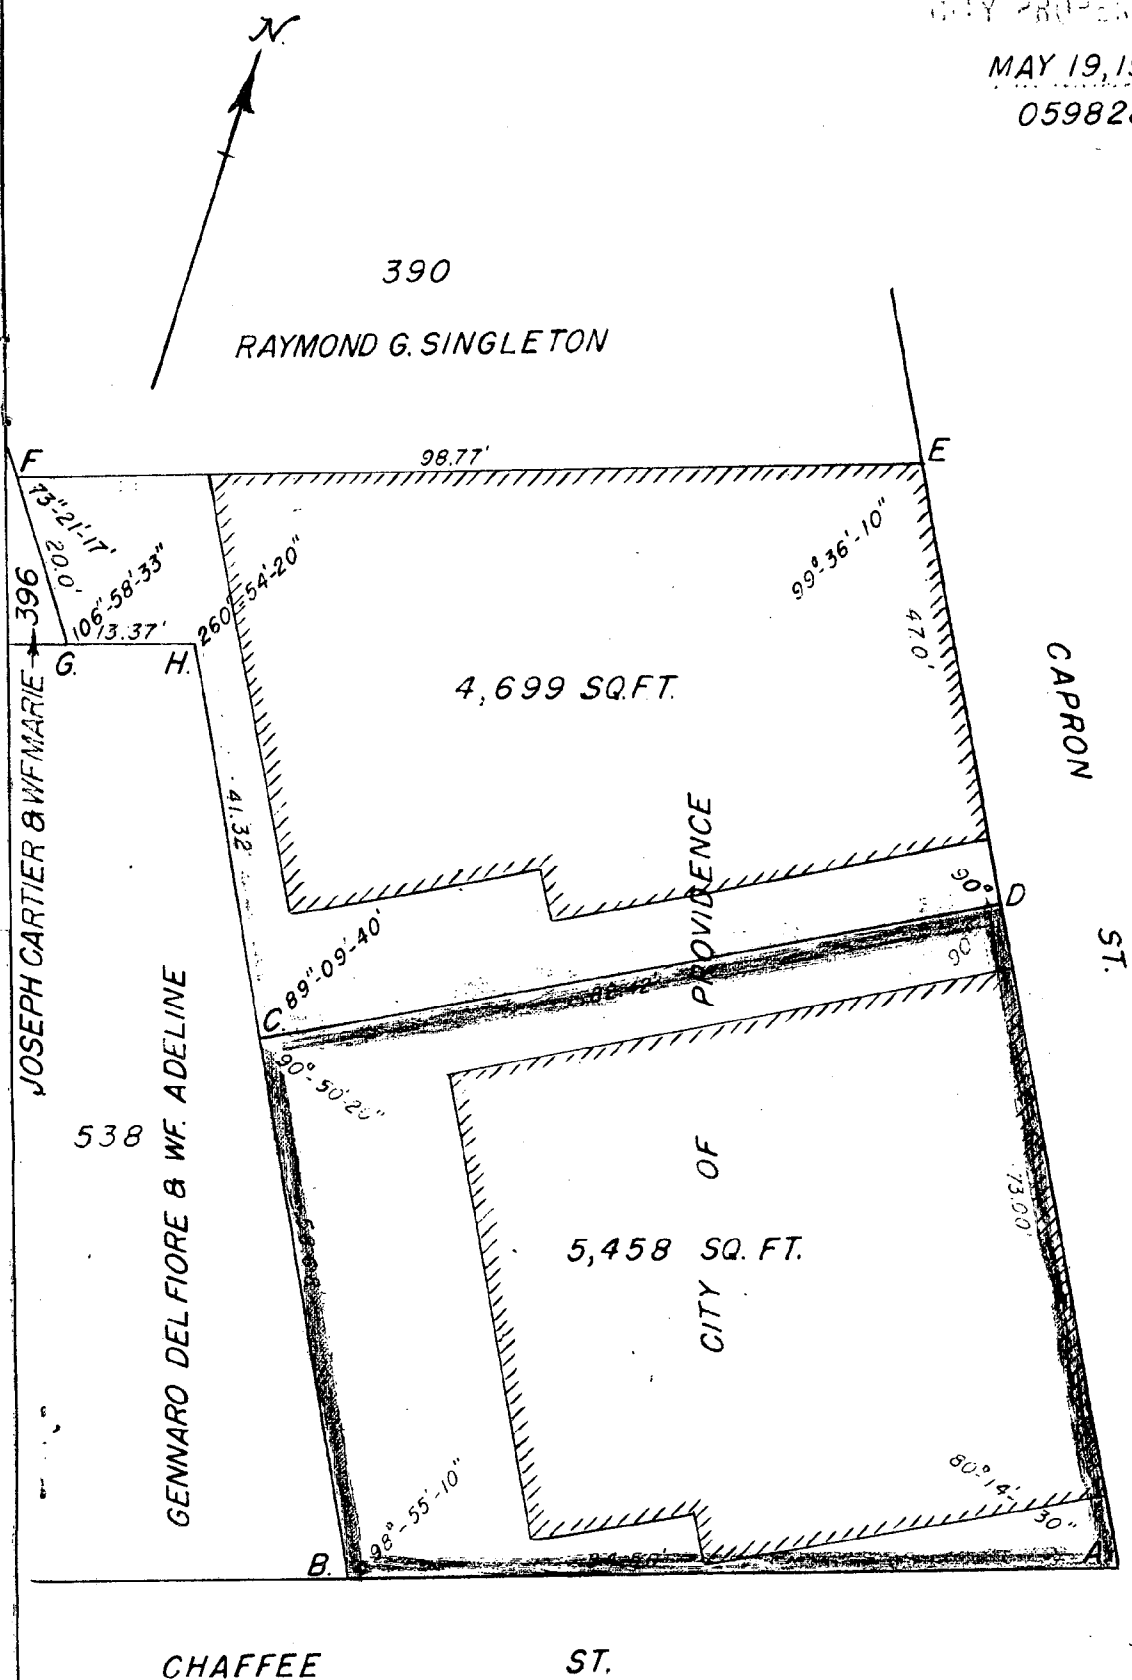 N.
MAY 19, 1
05982
390
RAYMOND G. SINGLETON
F
98.77'
E
73"-21'-17'
20.0'
106°-58'-33"
13.37'
260°-54'-20"
99°-36'-10"
47.0'
396
G.
H.
4,699 SQ.FT.
CAPRON
ST.
JOSEPH CARTIER & WF MARIE
41.32'
90°
D
90°
89"-09'-40'
C.
90°-50'-20"
538
GENNARO DEL FIORE & WF. ADELINE
CITY OF PROVIDENCE
73.00'
5,458 SQ. FT.
98°-55'-10"
80°-14'-30"
B.
A.
CHAFFEE ST.